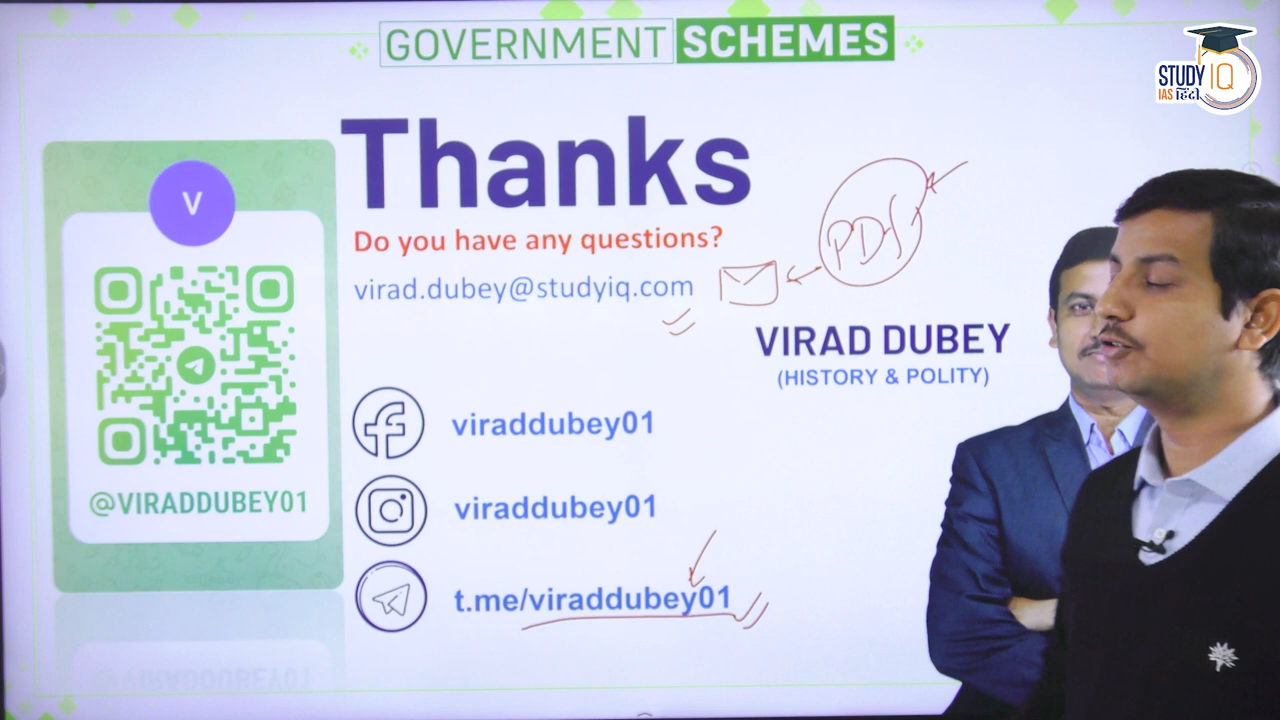 GOVERNMENT SCHEMES
STUDY IQ
IAS हिंदी
Thanks
Do you have any questions?
virad.dubey@studyiq.com
PDF
V
VIRAD DUBEY
(HISTORY & POLITY)
viraddubey01
viraddubey01
@VIRADDUBEY01
t.me/viraddubey01